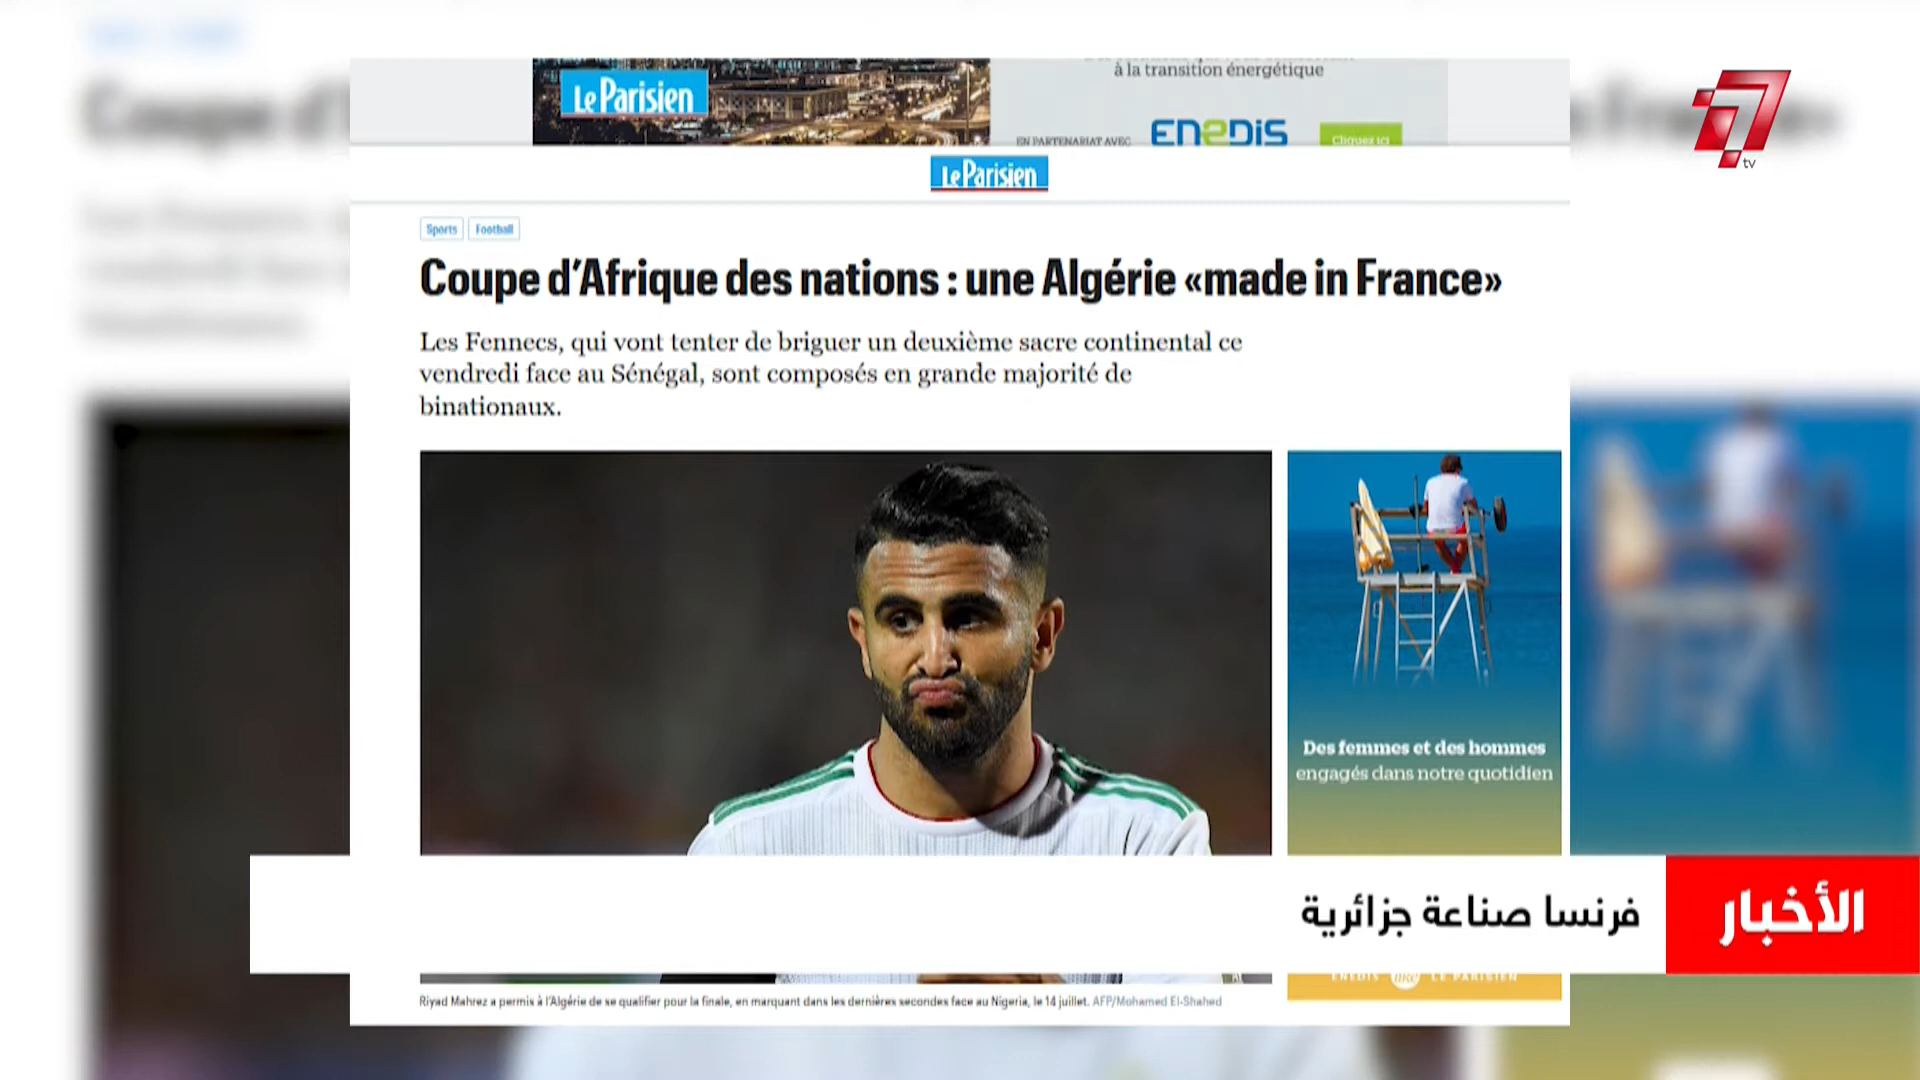 Le Parisien
à la transition énergétique
EN PARTENARIAT AVEC
ENEDIS
Cliquez ici
Le Parisien
tv
Sports
Football
Coupe d'Afrique des nations : une Algérie «made in France»
Les Fennecs, qui vont tenter de briguer un deuxième sacre continental ce
vendredi face au Sénégal, sont composés en grande majorité de
binationaux.
Des femmes et des hommes
engagés dans notre quotidien
الأخبار
فرنسا صناعة جزائرية
ENEDIS
LE PARISIEN
Riyad Mahrez a permis à l'Algérie de se qualifier pour la finale, en marquant dans les dernières secondes face au Nigeria, le 14 juillet. AFP/Mohamed El-Shahed